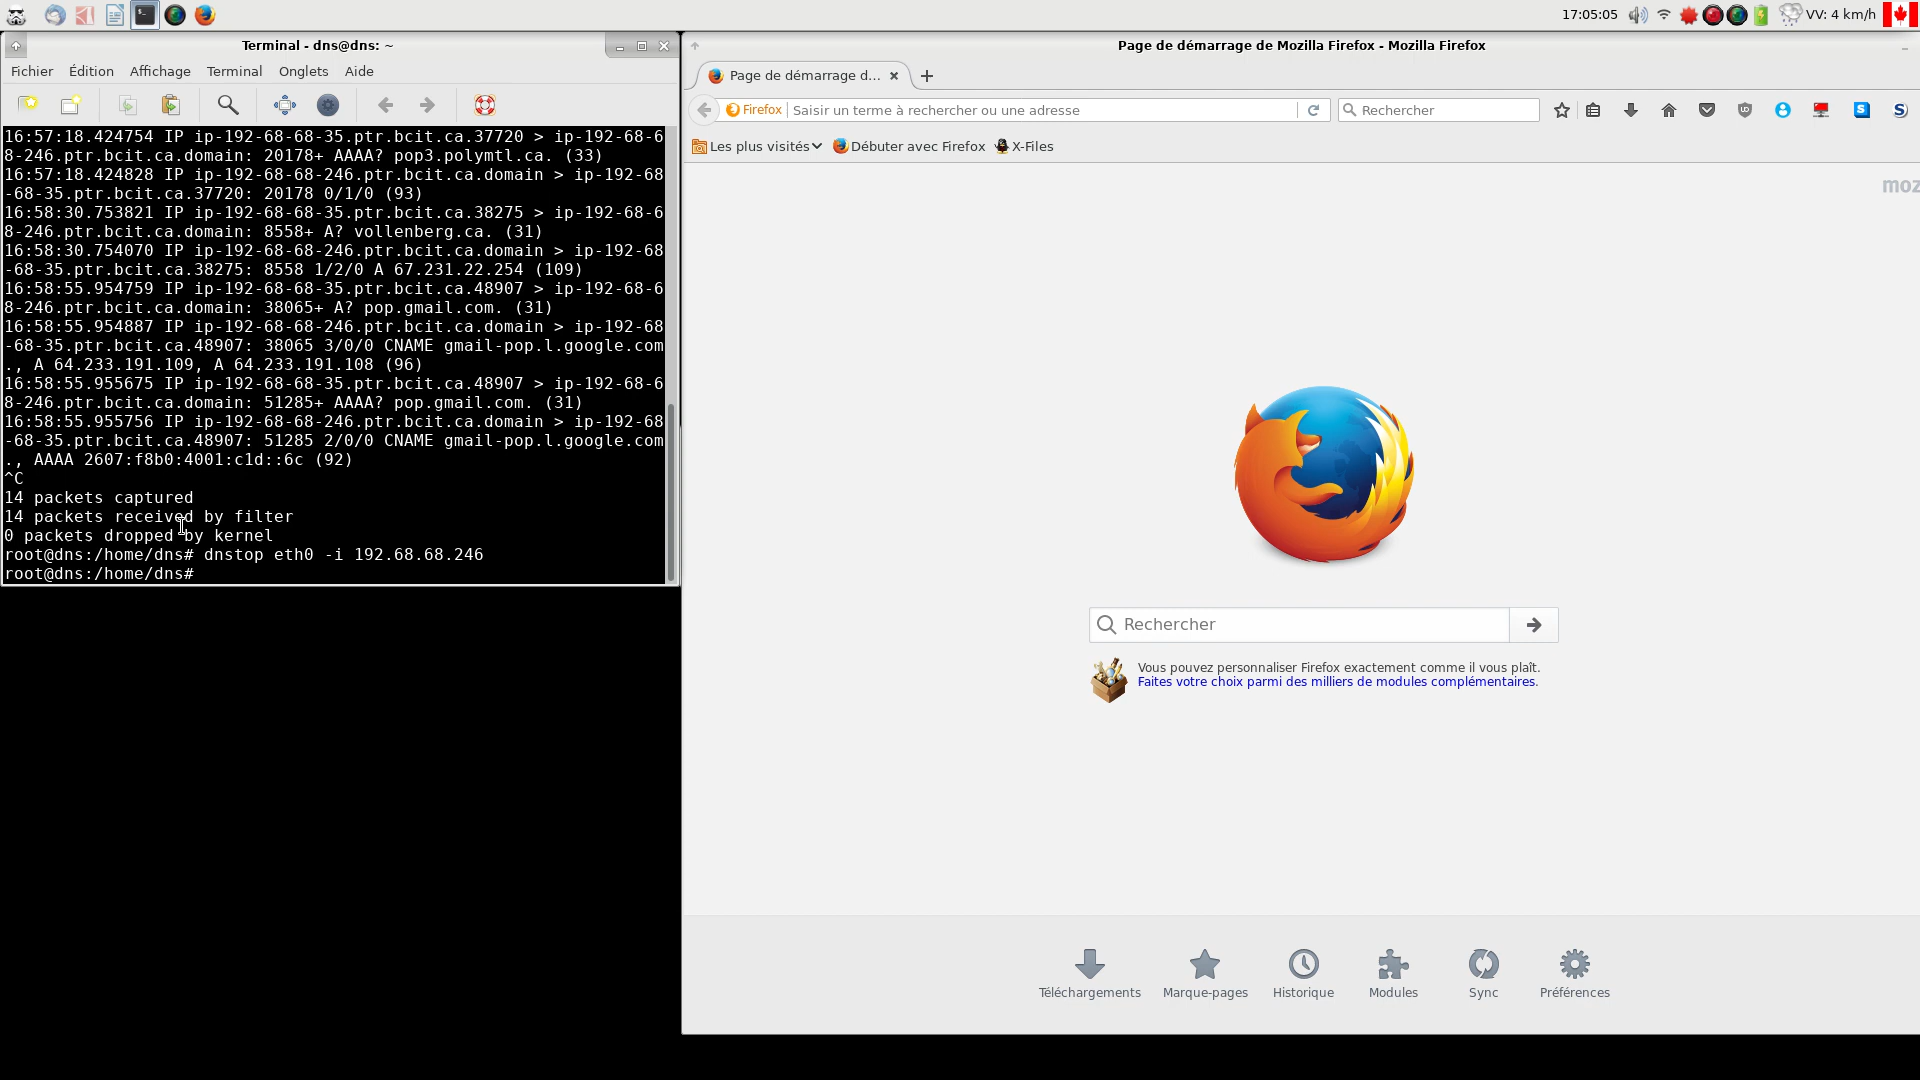 17:05:05
VV: 4 km/h
Terminal - dns@dns: ~
Fichier Édition Affichage Terminal Onglets Aide
16:57:18.424754 IP ip-192-68-68-35.ptr.bcit.ca.37720 > ip-192-68-6
8-246.ptr.bcit.ca.domain: 20178+ AAAA? pop3.polymtl.ca. (33)
16:57:18.424828 IP ip-192-68-68-246.ptr.bcit.ca.domain > ip-192-68
-68-35.ptr.bcit.ca.37720: 20178 0/1/0 (93)
16:58:30.753821 IP ip-192-68-68-35.ptr.bcit.ca.38275 > ip-192-68-6
8-246.ptr.bcit.ca.domain: 8558+ A? vollenberg.ca. (31)
16:58:30.754070 IP ip-192-68-68-246.ptr.bcit.ca.domain > ip-192-68
-68-35.ptr.bcit.ca.38275: 8558 1/2/0 A 67.231.22.254 (109)
16:58:55.954759 IP ip-192-68-68-35.ptr.bcit.ca.48907 > ip-192-68-6
8-246.ptr.bcit.ca.domain: 38065+ A? pop.gmail.com. (31)
16:58:55.954887 IP ip-192-68-68-246.ptr.bcit.ca.domain > ip-192-68
-68-35.ptr.bcit.ca.48907: 38065 3/0/0 CNAME gmail-pop.l.google.com
., A 64.233.191.109, A 64.233.191.108 (96)
16:58:55.955675 IP ip-192-68-68-35.ptr.bcit.ca.48907 > ip-192-68-6
8-246.ptr.bcit.ca.domain: 51285+ AAAA? pop.gmail.com. (31)
16:58:55.955756 IP ip-192-68-68-246.ptr.bcit.ca.domain > ip-192-68
-68-35.ptr.bcit.ca.48907: 51285 2/0/0 CNAME gmail-pop.l.google.com
., AAAA 2607:f8b0:4001:c1d::6c (92)
^C
14 packets captured
14 packets received by filter
0 packets dropped by kernel
root@dns:/home/dns# dnstop eth0 -i 192.68.68.246
root@dns:/home/dns#
Page de démarrage de Mozilla Firefox - Mozilla Firefox
Page de démarrage d...
Firefox Saisir un terme à rechercher ou une adresse
Rechercher
Les plus visités Débuter avec Firefox X-Files
moz
Rechercher
Vous pouvez personnaliser Firefox exactement comme il vous plaît.
Faites votre choix parmi des milliers de modules complémentaires.
Téléchargements Marque-pages Historique Modules Sync Préférences